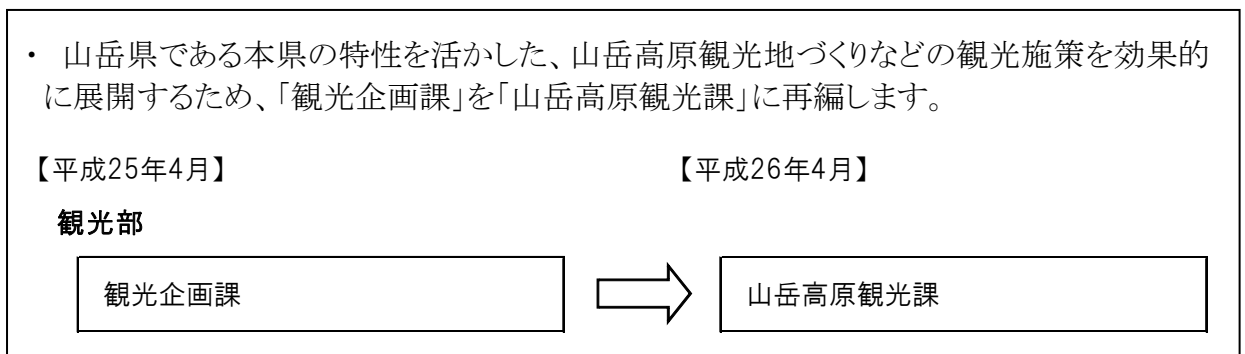 ・ 山岳県である本県の特性を活かした、山岳高原観光地づくりなどの観光施策を効果的
に展開するため、「観光企画課」を「山岳高原観光課」に再編します。
【平成25年4月】 【平成26年4月】
観光部
観光企画課 山岳高原観光課